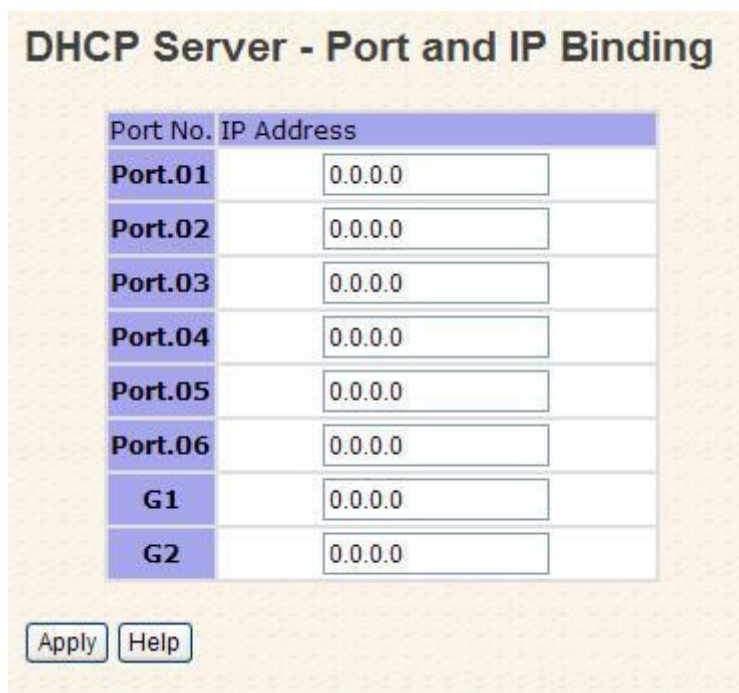 DHCP Server - Port and IP Binding
Port No. IP Address
Port.01 0.0.0.0
Port.02 0.0.0.0
Port.03 0.0.0.0
Port.04 0.0.0.0
Port.05 0.0.0.0
Port.06 0.0.0.0
G1 0.0.0.0
G2 0.0.0.0
Apply Help